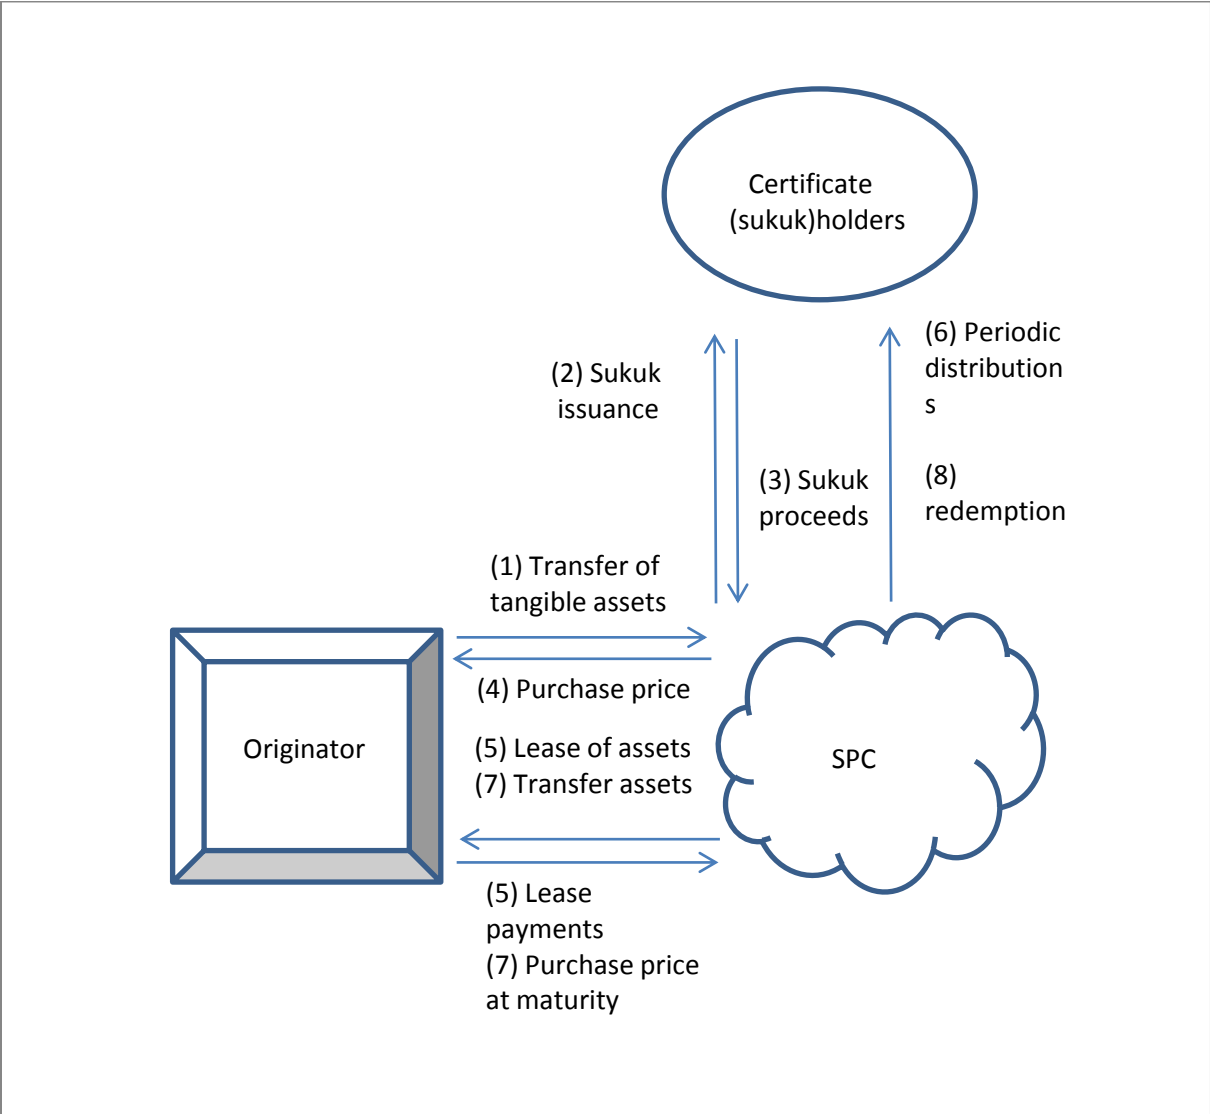 Certificate
(sukuk)holders
(6) Periodic
distribution
s
(2) Sukuk
issuance
(3) Sukuk
proceeds
(8)
redemption
(1) Transfer of
tangible assets
(4) Purchase price
Originator
(5) Lease of assets
(7) Transfer assets
SPC
(5) Lease
payments
(7) Purchase price
at maturity